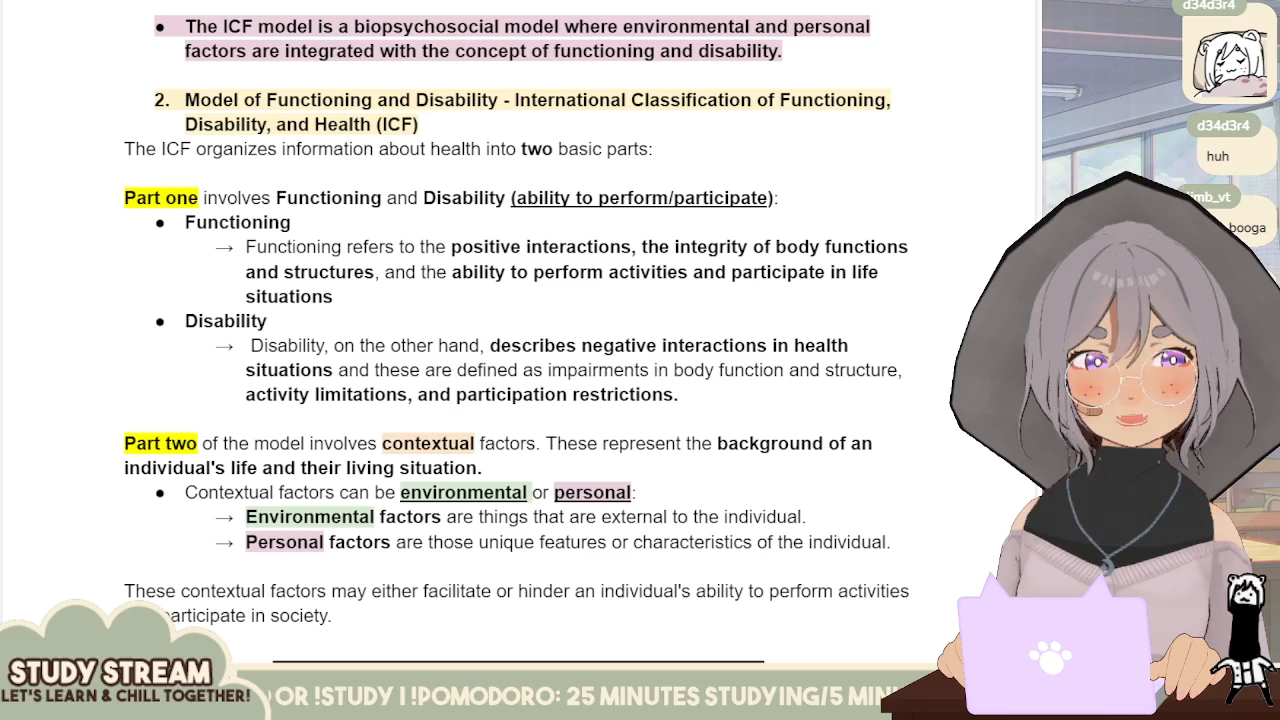 ● The ICF model is a biopsychosocial model where environmental and personal
factors are integrated with the concept of functioning and disability.
2. Model of Functioning and Disability - International Classification of Functioning,
Disability, and Health (ICF)
The ICF organizes information about health into two basic parts:
Part one involves Functioning and Disability (ability to perform/participate):
● Functioning
→ Functioning refers to the positive interactions, the integrity of body functions
and structures, and the ability to perform activities and participate in life
situations
● Disability
→ Disability, on the other hand, describes negative interactions in health
situations and these are defined as impairments in body function and structure,
activity limitations, and participation restrictions.
Part two of the model involves contextual factors. These represent the background of an
individual's life and their living situation.
● Contextual factors can be environmental or personal:
→ Environmental factors are things that are external to the individual.
→ Personal factors are those unique features or characteristics of the individual.
These contextual factors may either facilitate or hinder an individual's ability to perform activities
participate in society.
d34d3r4
d34d3r4
huh
booga
STUDY STREAM
LET'S LEARN & CHILL TOGETHER!
OR !STUDY | !POMODORO: 25 MINUTES STUDYING/5 MIN